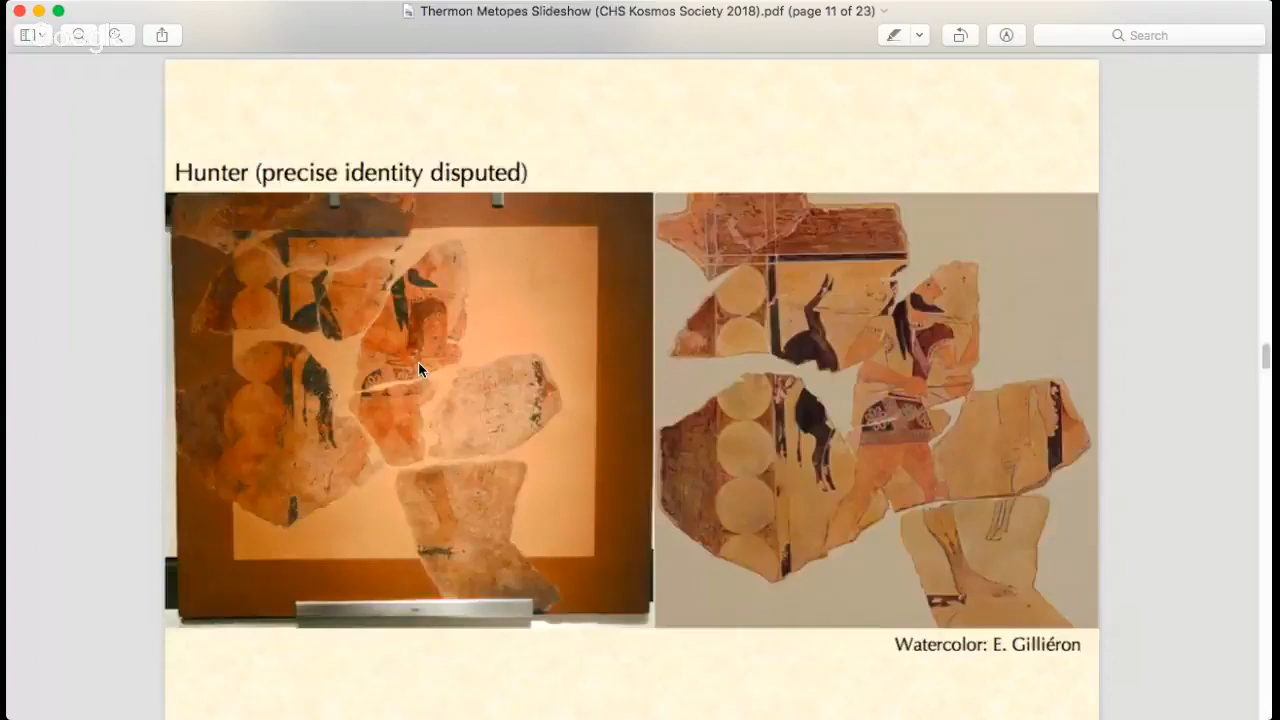 Thermon Metopes Slideshow (CHS Kosmos Society 2018).pdf (page 11 of 23)
Google
Search
Hunter (precise identity disputed)
Watercolor: E. Gilliéron